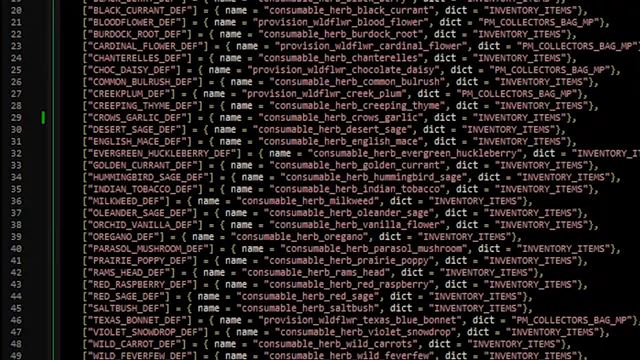 20 ["BLACK_CURRANT_DEF"] = { name = "consumable_herb_black_currant", dict = "INVENTORY_ITEMS"},
21 ["BLOODFLOWER_DEF"] = { name = "provision_wldflwr_blood_flower", dict = "PM_COLLECTORS_BAG_MP"},
22 ["BURDOCK_ROOT_DEF"] = { name = "consumable_herb_burdock_root", dict = "INVENTORY_ITEMS"},
23 ["CARDINAL_FLOWER_DEF"] = { name = "provision_wldflwr_cardinal_flower", dict = "PM_COLLECTORS_BAG_MP"
24 ["CHANTERELLES_DEF"] = { name = "consumable_herb_chanterelles", dict = "INVENTORY_ITEMS"},
25 ["CHOC_DAISY_DEF"] = { name = "provision_wldflwr_chocolate_daisy", dict = "PM_COLLECTORS_BAG_MP"},
26 ["COMMON_BULRUSH_DEF"] = { name = "consumable_herb_common_bulrush", dict = "INVENTORY_ITEMS"},
27 ["CREEKPLUM_DEF"] = { name = "provision_wldflwr_creek_plum", dict = "PM_COLLECTORS_BAG_MP"},
28 ["CREEPING_THYME_DEF"] = { name = "consumable_herb_creeping_thyme", dict = "INVENTORY_ITEMS"},
29 ["CROWS_GARLIC_DEF"] = { name = "consumable_herb_crows_garlic", dict = "INVENTORY_ITEMS"},
30 ["DESERT_SAGE_DEF"] = { name = "consumable_herb_desert_sage", dict = "INVENTORY_ITEMS"},
31 ["ENGLISH_MACE_DEF"] = { name = "consumable_herb_english_mace", dict = "INVENTORY_ITEMS"},
32 ["EVERGREEN_HUCKLEBERRY_DEF"] = { name = "consumable_herb_evergreen_huckleberry", dict = "INVENTORY_IT
33 ["GOLDEN_CURRANT_DEF"] = { name = "consumable_herb_golden_currant", dict = "INVENTORY_ITEMS"},
34 ["HUMMINGBIRD_SAGE_DEF"] = { name = "consumable_herb_hummingbird_sage", dict = "INVENTORY_ITEMS"},
35 ["INDIAN_TOBACCO_DEF"] = { name = "consumable_herb_indian_tobacco", dict = "INVENTORY_ITEMS"},
36 ["MILKWEED_DEF"] = { name = "consumable_herb_milkweed", dict = "INVENTORY_ITEMS"},
37 ["OLEANDER_SAGE_DEF"] = { name = "consumable_herb_oleander_sage", dict = "INVENTORY_ITEMS"},
38 ["ORCHID_VANILLA_DEF"] = { name = "consumable_herb_vanilla_flower", dict = "INVENTORY_ITEMS"},
39 ["OREGANO_DEF"] = { name = "consumable_herb_oregano", dict = "INVENTORY_ITEMS"},
40 ["PARASOL_MUSHROOM_DEF"] = { name = "consumable_herb_parasol_mushroom", dict = "INVENTORY_ITEMS"},
41 ["PRAIRIE_POPPY_DEF"] = { name = "consumable_herb_prairie_poppy", dict = "INVENTORY_ITEMS"},
42 ["RAMS_HEAD_DEF"] = { name = "consumable_herb_rams_head", dict = "INVENTORY_ITEMS"},
43 ["RED_RASPBERRY_DEF"] = { name = "consumable_herb_red_raspberry", dict = "INVENTORY_ITEMS"},
44 ["RED_SAGE_DEF"] = { name = "consumable_herb_red_sage", dict = "INVENTORY_ITEMS"},
45 ["SALTBUSH_DEF"] = { name = "consumable_herb_saltbush", dict = "INVENTORY_ITEMS"},
46 ["TEXAS_BONNET_DEF"] = { name = "provision_wldflwr_texas_blue_bonnet", dict = "PM_COLLECTORS_BAG_MP"},
47 ["VIOLET_SNOWDROP_DEF"] = { name = "consumable_herb_violet_snowdrop", dict = "INVENTORY_ITEMS"},
48 ["WILD_CARROT_DEF"] = { name = "consumable_herb_wild_carrots", dict = "INVENTORY_ITEMS"},
49 ["WILD_FEVERFEW_DEF"] = { name = "consumable_herb_wild_feverfew", dict = "INVENTORY_ITEMS"},